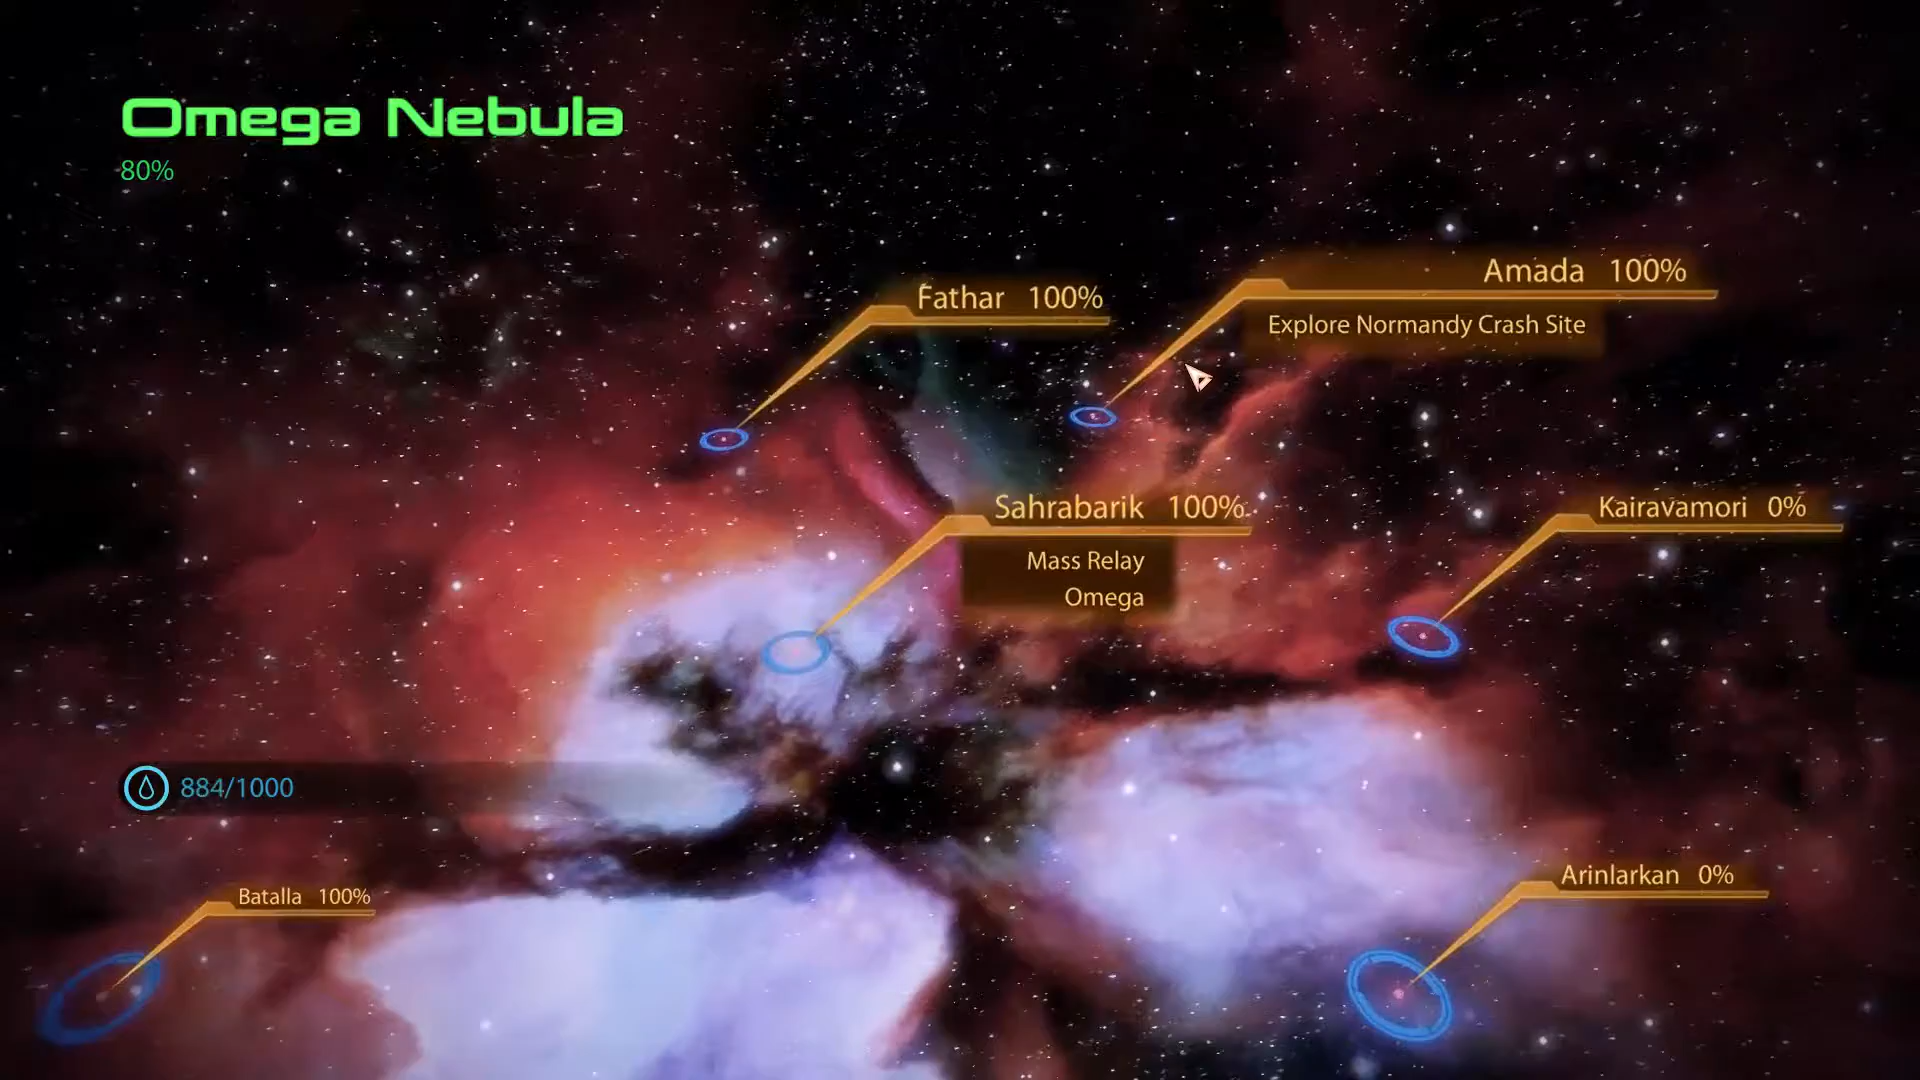 Omega Nebula
80%
Fathar 100%
Amada 100%
Explore Normandy Crash Site
Sahrabarik 100%
Mass Relay
Omega
Kairavamori 0%
884/1000
Batalla 100%
Arinlarkan 0%